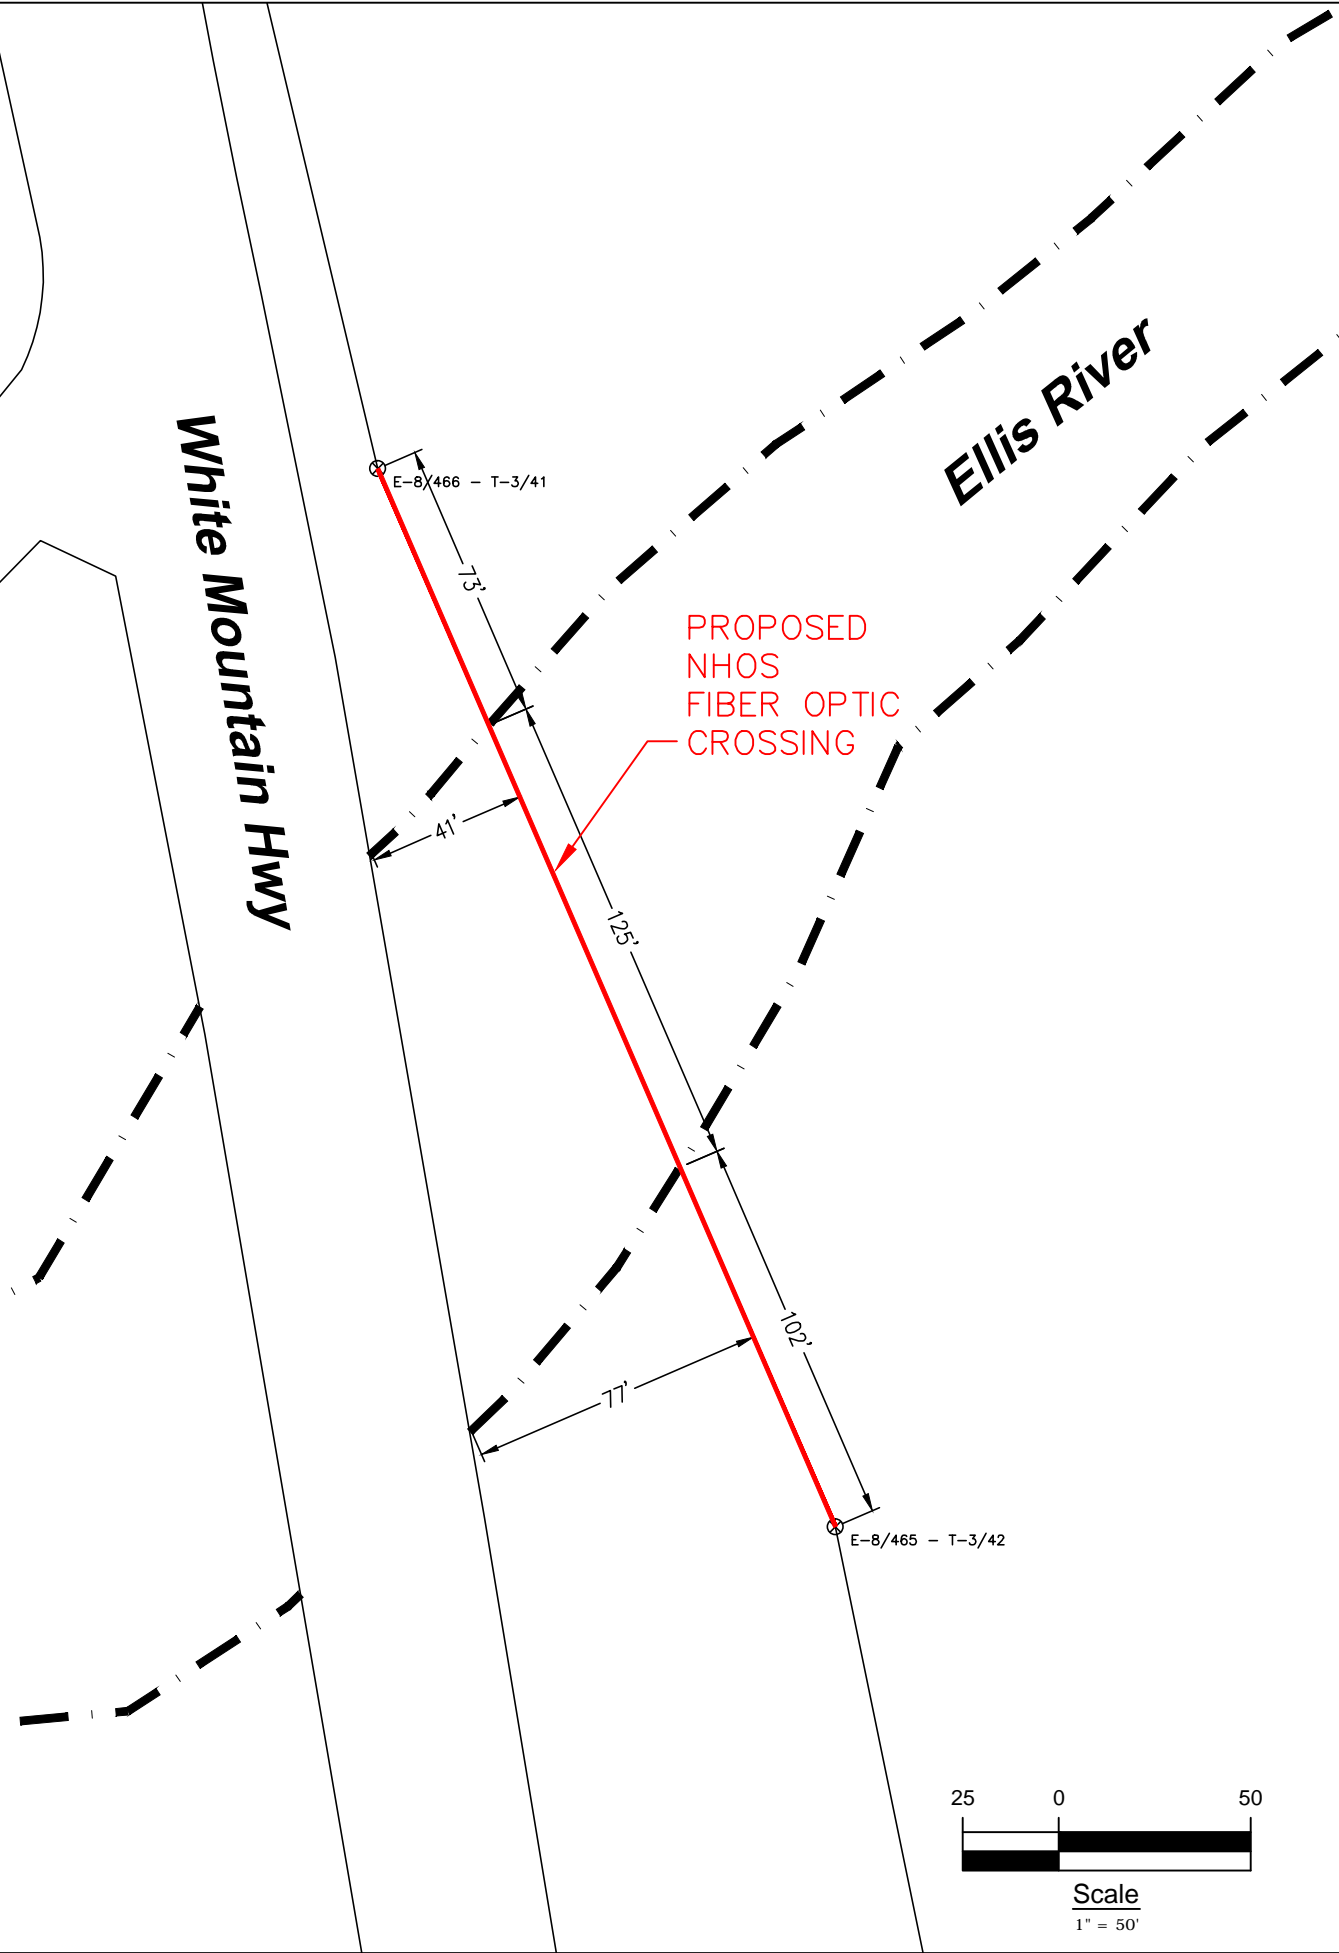 White Mountain Hwy
Ellis River
E-8/466 - T-3/41
73'
PROPOSED
NHOS
FIBER OPTIC
CROSSING
41'
125'
102'
77'
E-8/465 - T-3/42
25 0 50
Scale
1" = 50'